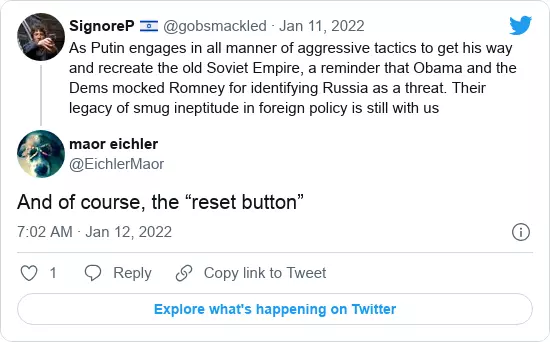 SignoreP 🇮🇱 @gobsmackled · Jan 11, 2022
As Putin engages in all manner of aggressive tactics to get his way
and recreate the old Soviet Empire, a reminder that Obama and the
Dems mocked Romney for identifying Russia as a threat. Their
legacy of smug ineptitude in foreign policy is still with us
maor eichler
@EichlerMaor
And of course, the “reset button”
7:02 AM · Jan 12, 2022
1 Reply Copy link to Tweet
Explore what's happening on Twitter